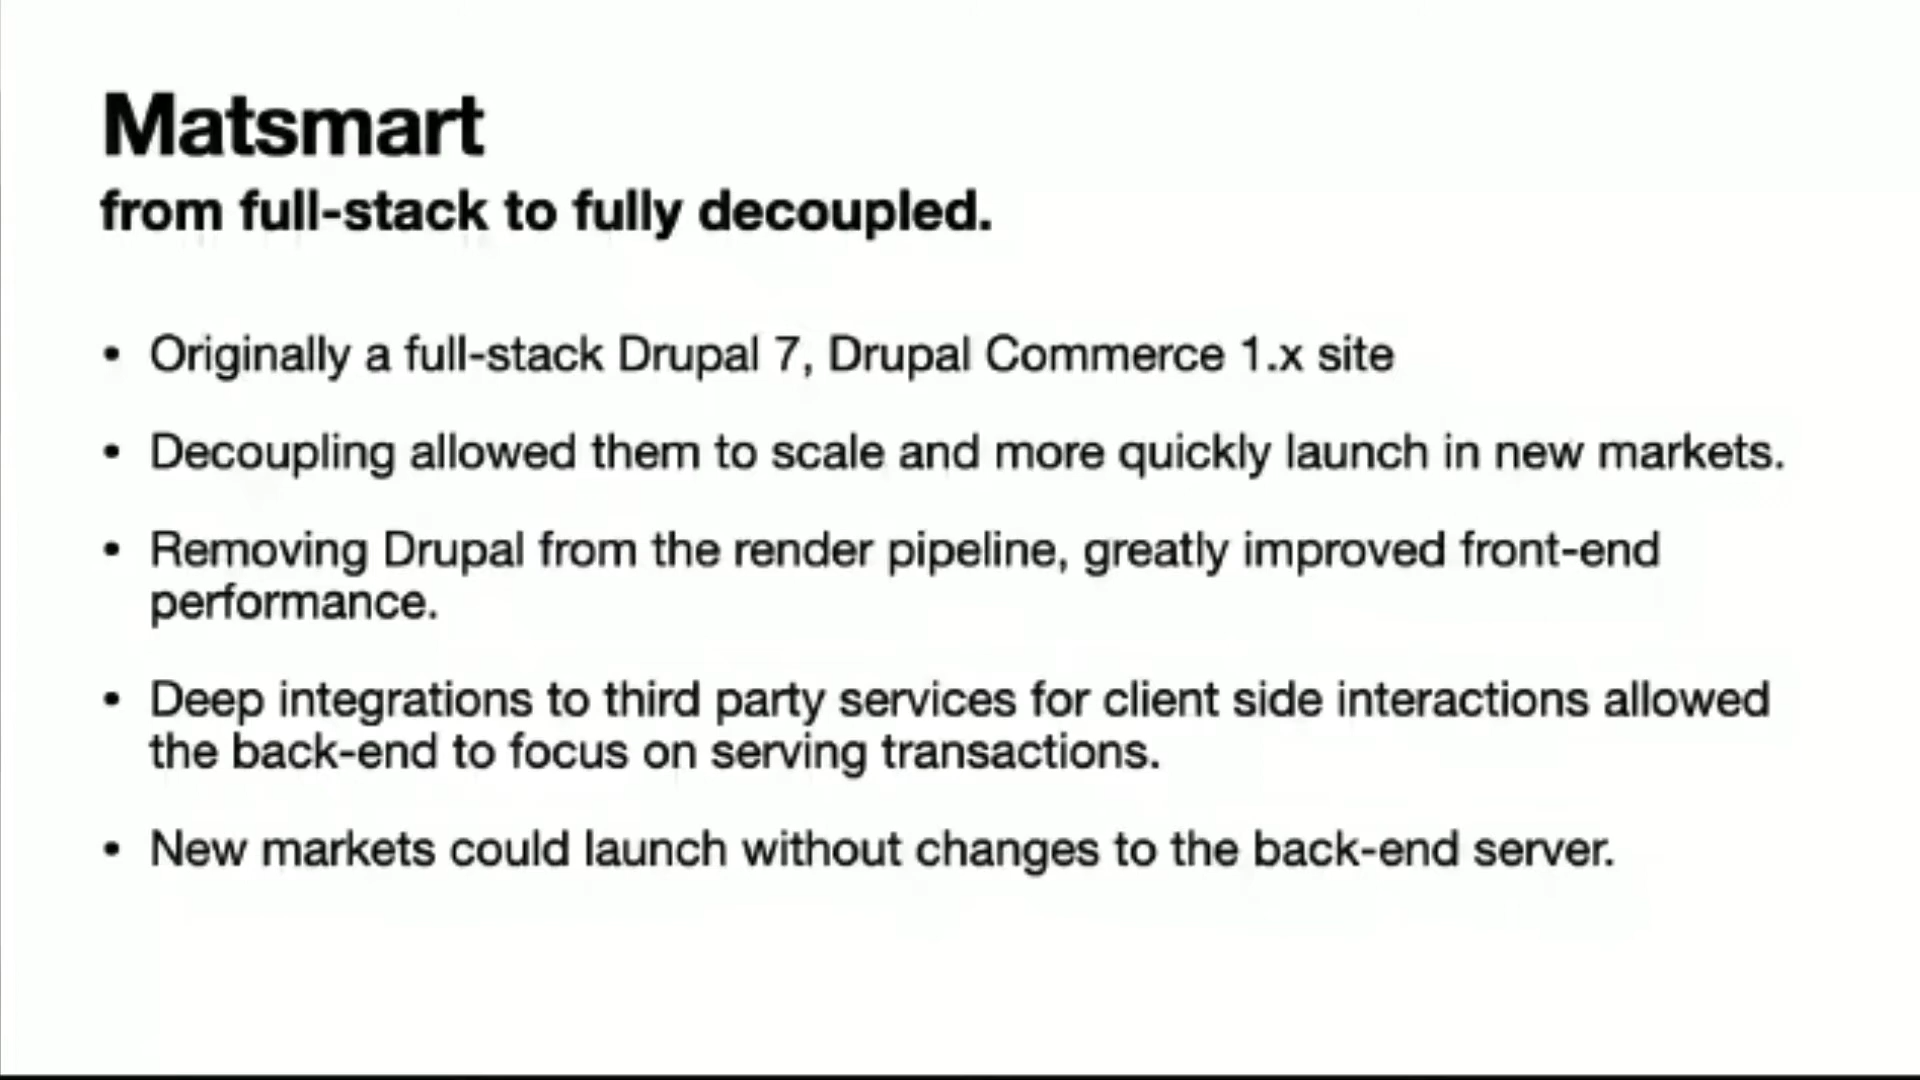 Matsmart
from full-stack to fully decoupled.
• Originally a full-stack Drupal 7, Drupal Commerce 1.x site
• Decoupling allowed them to scale and more quickly launch in new markets.
• Removing Drupal from the render pipeline, greatly improved front-end
performance.
• Deep integrations to third party services for client side interactions allowed
the back-end to focus on serving transactions.
• New markets could launch without changes to the back-end server.